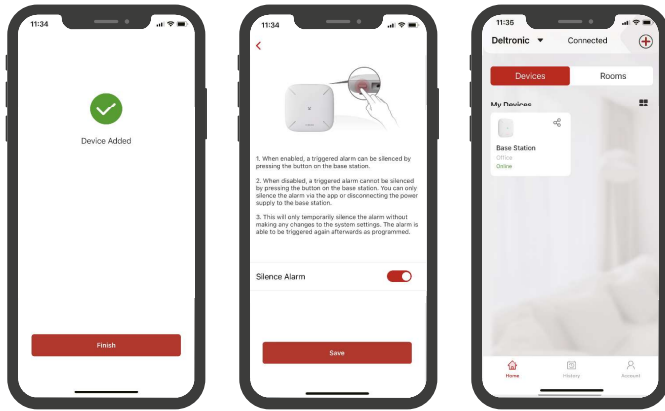 11:34
Device Added
Finish
11:34
1. When enabled, a triggered alarm can be silenced by
pressing the button on the base station.
2. When disabled, a triggered alarm cannot be silenced
by pressing the button on the base station. You can only
silence the alarm via the app or disconnecting the power
supply to the base station.
3. This will only temporarily silence the alarm without
making any changes to the system settings. The alarm is
able to be triggered again afterwards as programmed.
Silence Alarm
Save
11:36
Deltronic
Connected
Devices
Rooms
My Devices
Base Station
Office
Online
Home
History
Account